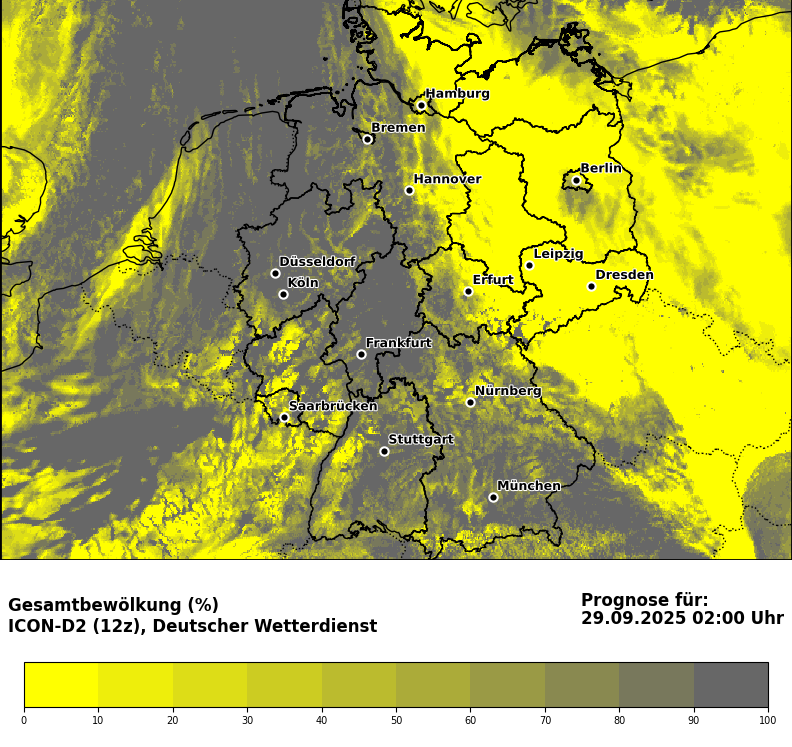 Hamburg
Bremen
Berlin
Hannover
Leipzig
Düsseldorf
Dresden
Köln
Erfurt
Frankfurt
Nürnberg
Saarbrücken
Stuttgart
München
Gesamtbewölkung (%)
ICON-D2 (12z), Deutscher Wetterdienst
Prognose für:
29.09.2025 02:00 Uhr
0 10 20 30 40 50 60 70 80 90 100